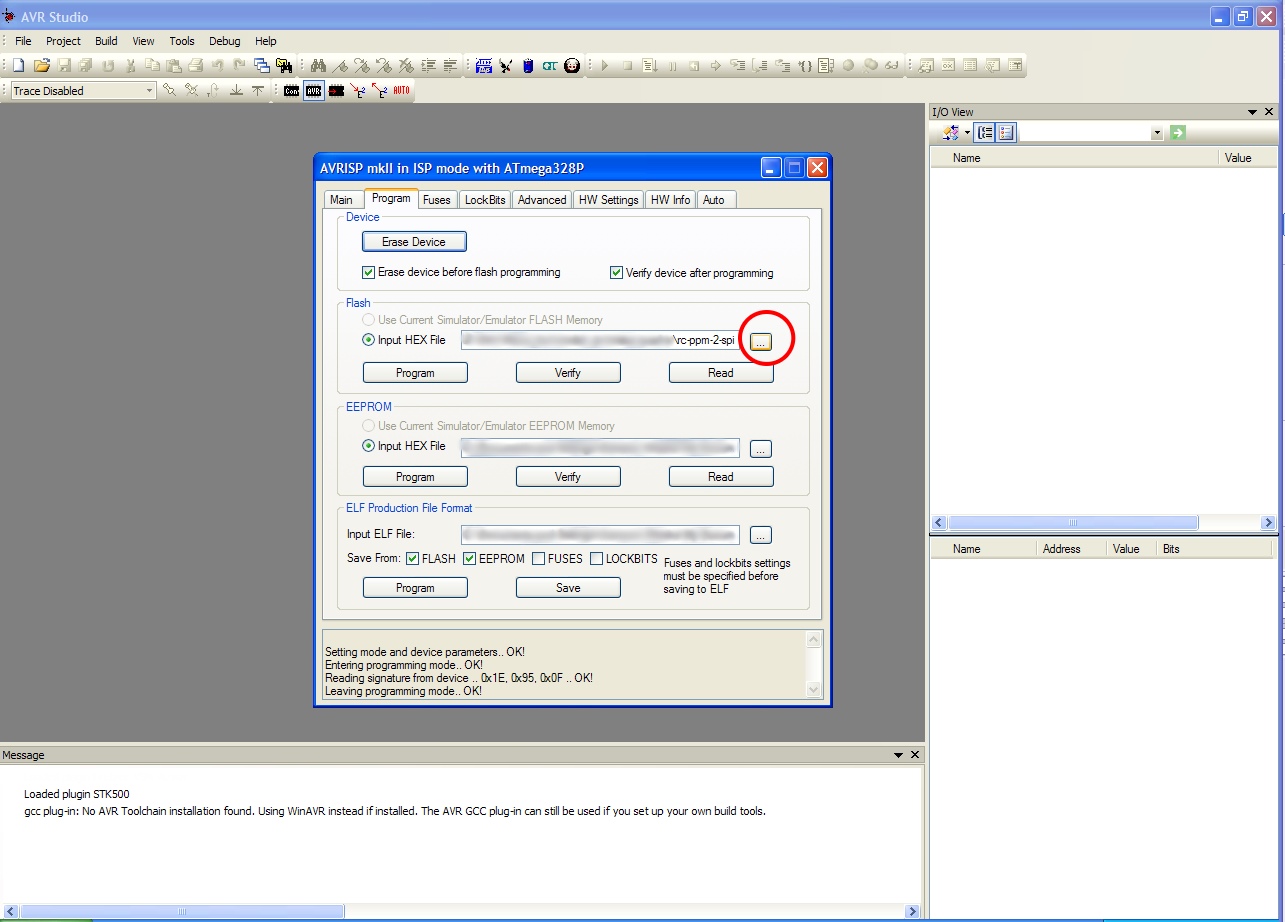 AVR Studio
File Project Build View Tools Debug Help
Trace Disabled
Con AVR AUTO
I/O View
Name Value
AVRISP mkII in ISP mode with ATmega328P
Main Program Fuses LockBits Advanced HW Settings HW Info Auto
Device
Erase Device
Erase device before flash programming Verify device after programming
Flash
Use Current Simulator/Emulator FLASH Memory
Input HEX File \rc-ppm-2-spi ...
Program Verify Read
EEPROM
Use Current Simulator/Emulator EEPROM Memory
Input HEX File ...
Program Verify Read
ELF Production File Format
Input ELF File: ...
Save From: FLASH EEPROM FUSES LOCKBITS
Fuses and lockbits settings
must be specified before
saving to ELF
Program Save
Setting mode and device parameters.. OK!
Entering programming mode.. OK!
Reading signature from device .. 0x1E, 0x95, 0x0F .. OK!
Leaving programming mode.. OK!
Name Address Value Bits
Message
Loaded plugin STK500
gcc plug-in: No AVR Toolchain installation found. Using WinAVR instead if installed. The AVR GCC plug-in can still be used if you set up your own build tools.